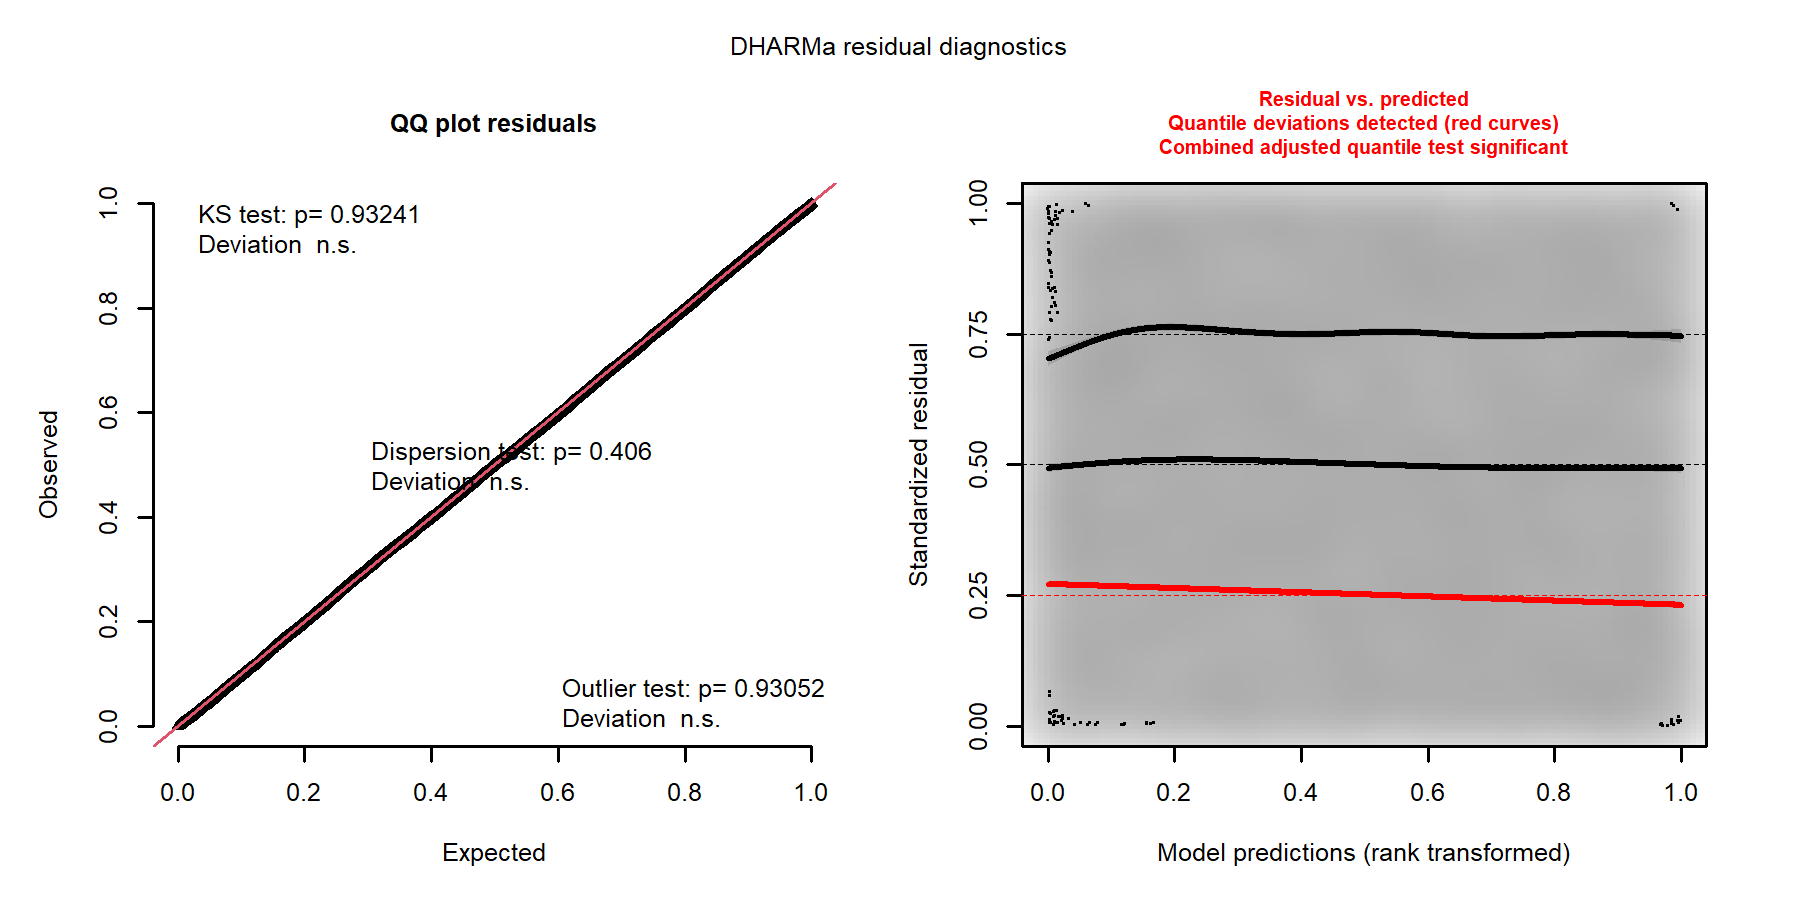 DHARMa residual diagnostics
QQ plot residuals
KS test: p= 0.93241
Deviation  n.s.
Dispersion test: p= 0.406
Deviation  n.s.
Outlier test: p= 0.93052
Deviation  n.s.
Observed
0.0 0.2 0.4 0.6 0.8 1.0
0.0 0.2 0.4 0.6 0.8 1.0
Expected
Residual vs. predicted
Quantile deviations detected (red curves)
Combined adjusted quantile test significant
Standardized residual
0.00 0.25 0.50 0.75 1.00
0.0 0.2 0.4 0.6 0.8 1.0
Model predictions (rank transformed)